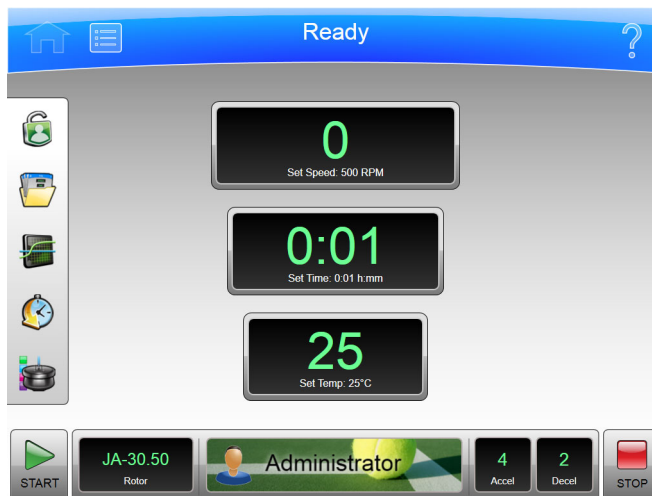 Ready
?
0
Set Speed: 500 RPM
0:01
Set Time: 0:01 h:mm
25
Set Temp: 25°C
START
JA-30.50
Rotor
Administrator
4
Accel
2
Decel
STOP